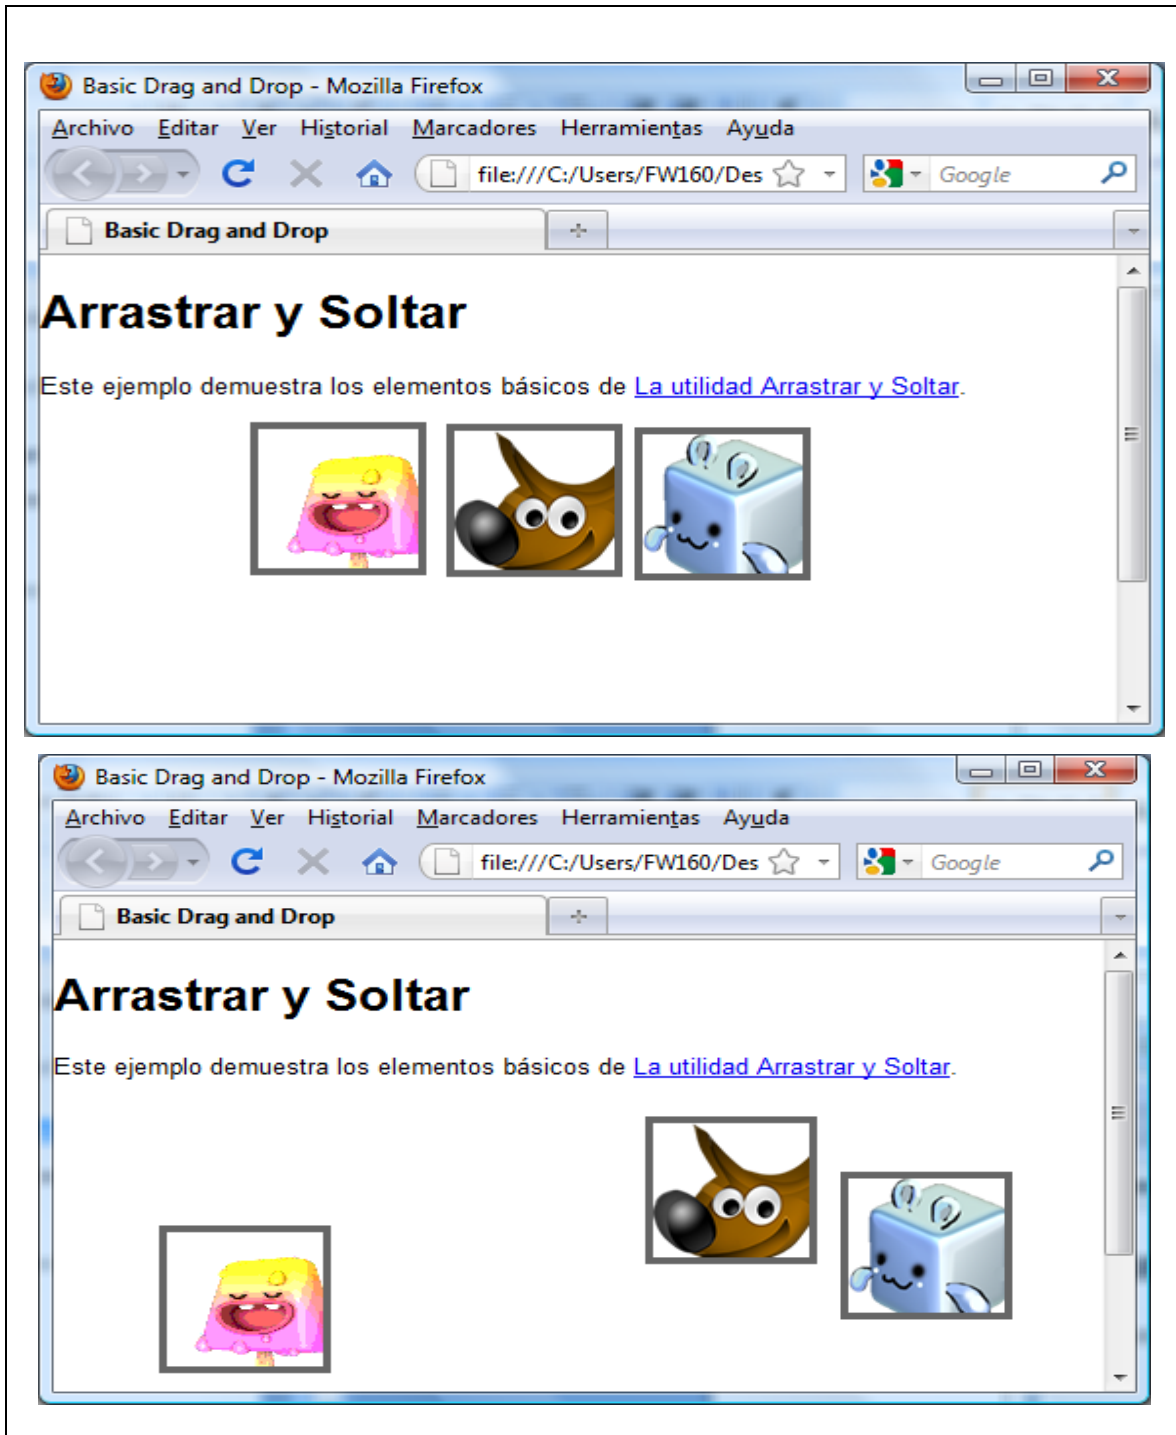 Basic Drag and Drop - Mozilla Firefox
Archivo Editar Ver Historial Marcadores Herramientas Ayuda
file:///C:/Users/FW160/Des Google
Basic Drag and Drop
Arrastrar y Soltar
Este ejemplo demuestra los elementos básicos de La utilidad Arrastrar y Soltar.
Basic Drag and Drop - Mozilla Firefox
Archivo Editar Ver Historial Marcadores Herramientas Ayuda
file:///C:/Users/FW160/Des Google
Basic Drag and Drop
Arrastrar y Soltar
Este ejemplo demuestra los elementos básicos de La utilidad Arrastrar y Soltar.